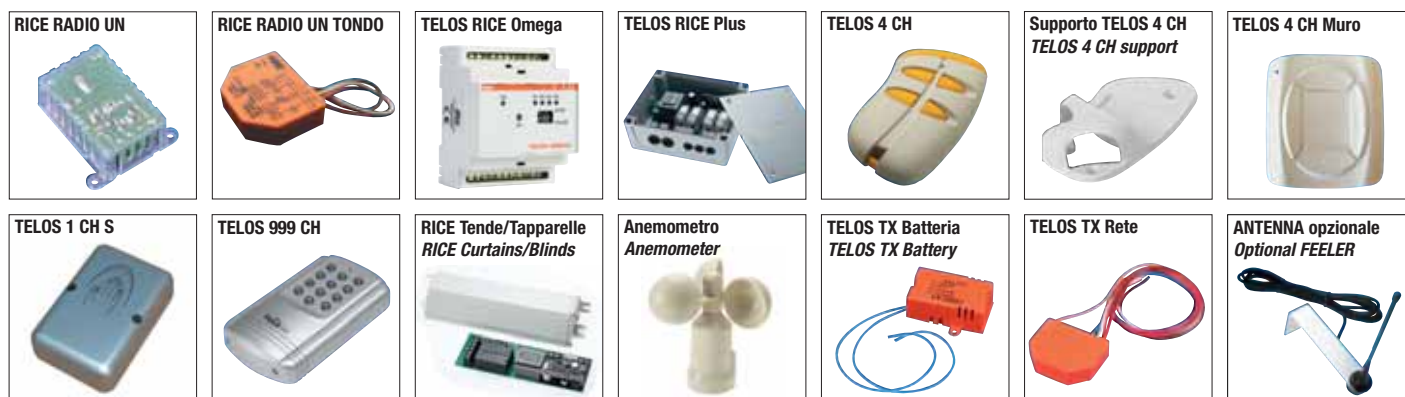 RICE RADIO UN
RICE RADIO UN TONDO
TELOS RICE Omega
TELOS RICE Plus
TELOS 4 CH
Supporto TELOS 4 CH
TELOS 4 CH support
TELOS 4 CH Muro
TELOS 1 CH S
TELOS 999 CH
RICE Tende/Tapparelle
RICE Curtains/Blinds
Anemometro
Anemometer
TELOS TX Batteria
TELOS TX Battery
TELOS TX Rete
ANTENNA opzionale
Optional FEELER